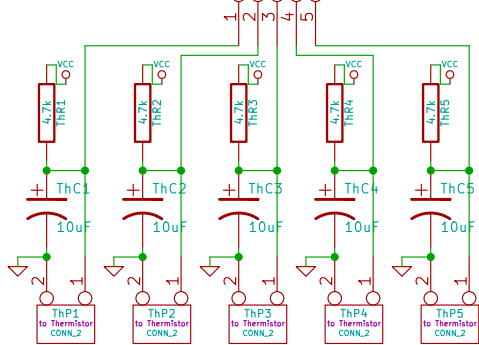 1 2 3 4 5
VCC VCC VCC VCC VCC
4.7k ThR1 4.7k ThR2 4.7k ThR3 4.7k ThR4 4.7k ThR5
+ ThC1 + ThC2 + ThC3 + ThC4 + ThC5
10uF 10uF 10uF 10uF 10uF
2 1 2 1 2 1 2 1 2 1
ThP1 ThP2 ThP3 ThP4 ThP5
to Thermistor to Thermistor to Thermistor to Thermistor to Thermistor
CONN_2 CONN_2 CONN_2 CONN_2 CONN_2